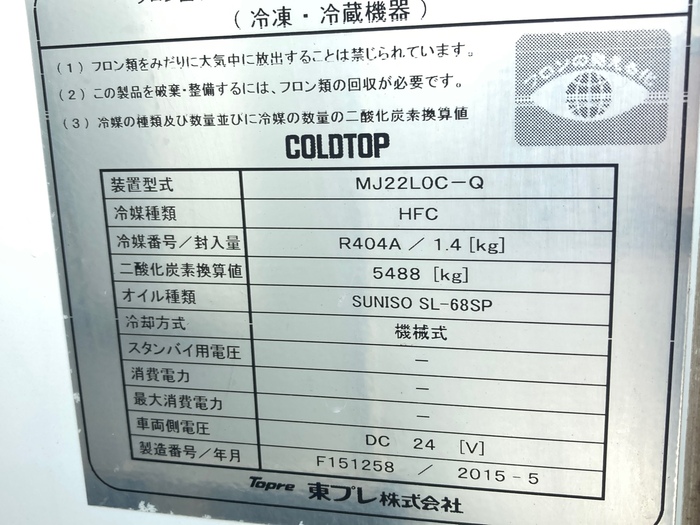 （冷凍・冷蔵機器）
（1）フロン類をみだりに大気中に放出することは禁じられています。
（2）この製品を破棄・整備するには、フロン類の回収が必要です。
（3）冷媒の種類及び数量並びに冷媒の数量の二酸化炭素換算値
フロンの見える化
COLDTOP
装置型式 MJ22L0C－Q
冷媒種類 HFC
冷媒番号／封入量 R404A ／ 1.4 [kg]
二酸化炭素換算値 5488 [kg]
オイル種類 SUNISO SL-68SP
冷却方式 機械式
スタンバイ用電圧 －
消費電力 －
最大消費電力 －
車両側電圧 DC 24 [V]
製造番号／年月 F151258 ／ 2015-5
Topre 東プレ株式会社